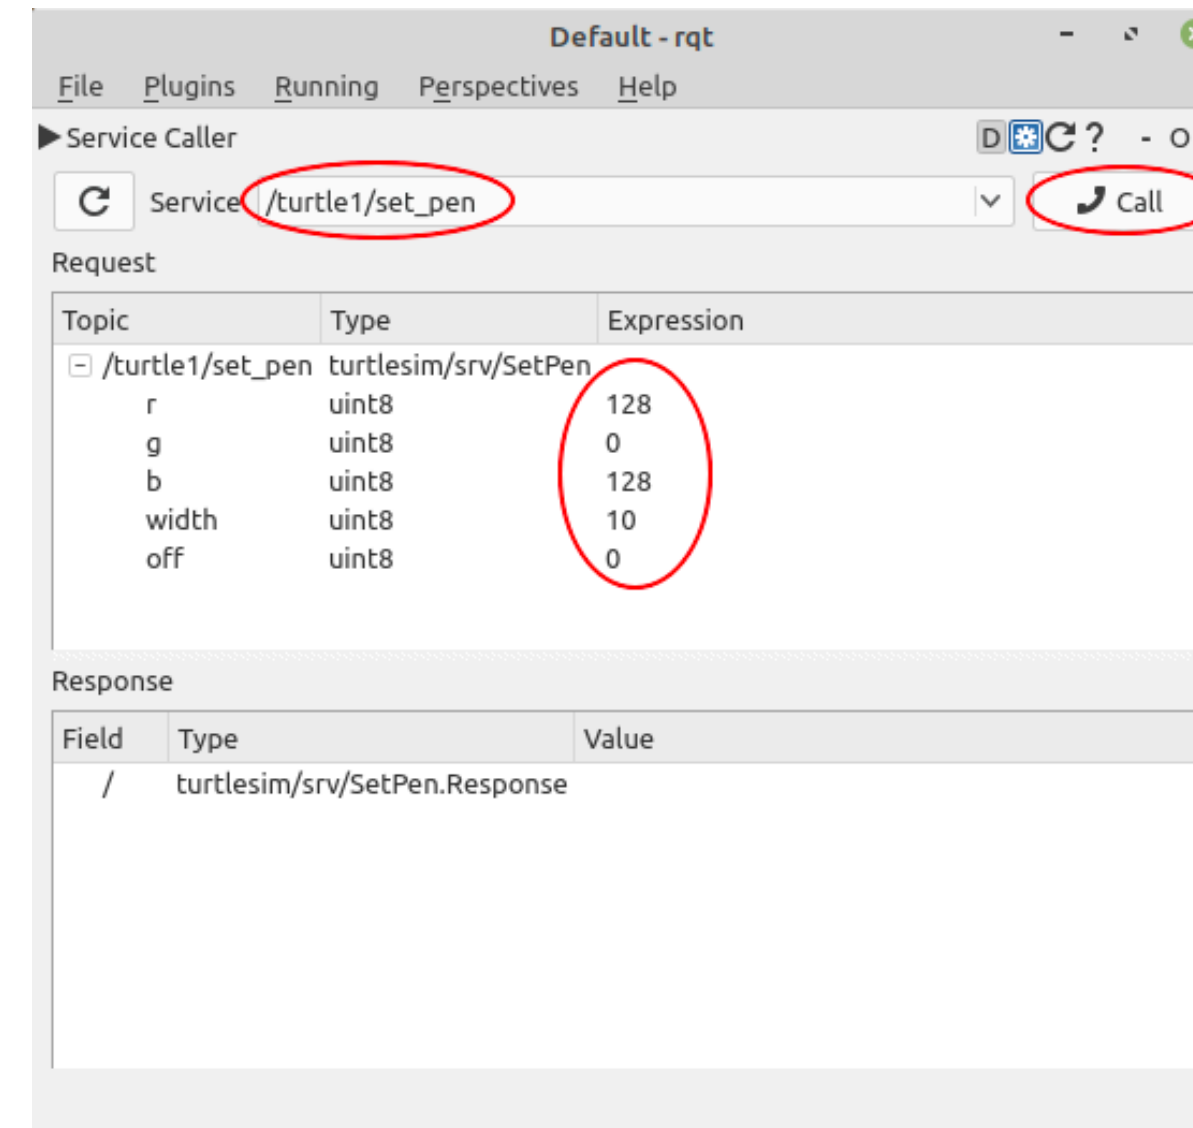 Default - rqt
File Plugins Running Perspectives Help
Service Caller D ? - O
Service /turtle1/set_pen Call
Request
Topic Type Expression
/turtle1/set_pen turtlesim/srv/SetPen
r uint8 128
g uint8 0
b uint8 128
width uint8 10
off uint8 0
Response
Field Type Value
/ turtlesim/srv/SetPen.Response